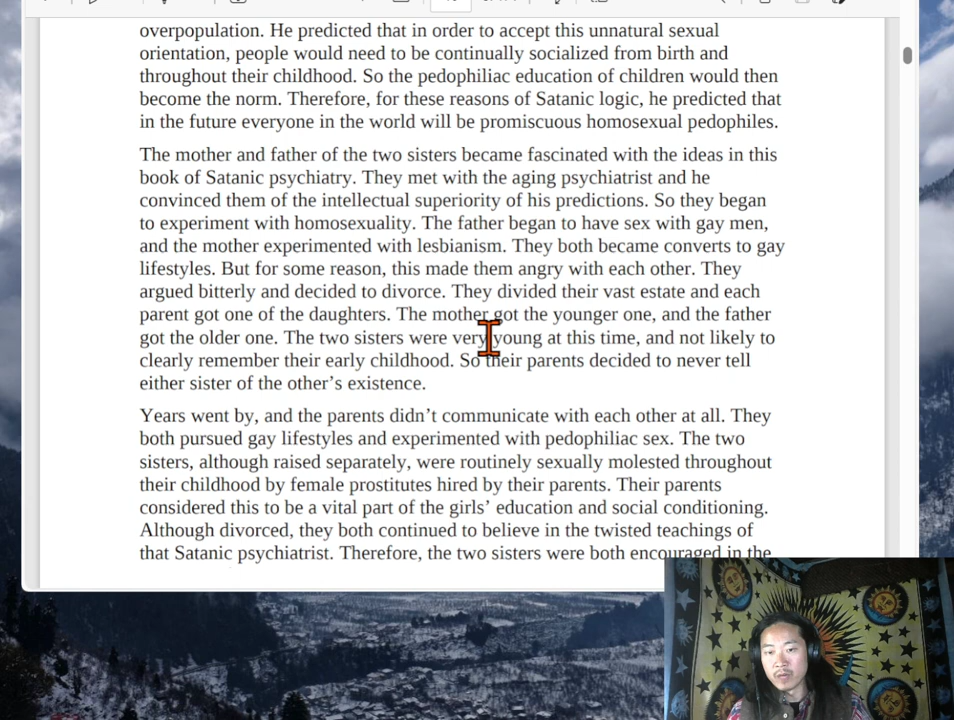 overpopulation. He predicted that in order to accept this unnatural sexual
orientation, people would need to be continually socialized from birth and
throughout their childhood. So the pedophiliac education of children would then
become the norm. Therefore, for these reasons of Satanic logic, he predicted that
in the future everyone in the world will be promiscuous homosexual pedophiles.
The mother and father of the two sisters became fascinated with the ideas in this
book of Satanic psychiatry. They met with the aging psychiatrist and he
convinced them of the intellectual superiority of his predictions. So they began
to experiment with homosexuality. The father began to have sex with gay men,
and the mother experimented with lesbianism. They both became converts to gay
lifestyles. But for some reason, this made them angry with each other. They
argued bitterly and decided to divorce. They divided their vast estate and each
parent got one of the daughters. The mother got the younger one, and the father
got the older one. The two sisters were very young at this time, and not likely to
clearly remember their early childhood. So their parents decided to never tell
either sister of the other’s existence.
Years went by, and the parents didn’t communicate with each other at all. They
both pursued gay lifestyles and experimented with pedophiliac sex. The two
sisters, although raised separately, were routinely sexually molested throughout
their childhood by female prostitutes hired by their parents. Their parents
considered this to be a vital part of the girls’ education and social conditioning.
Although divorced, they both continued to believe in the twisted teachings of
that Satanic psychiatrist. Therefore, the two sisters were both encouraged in the